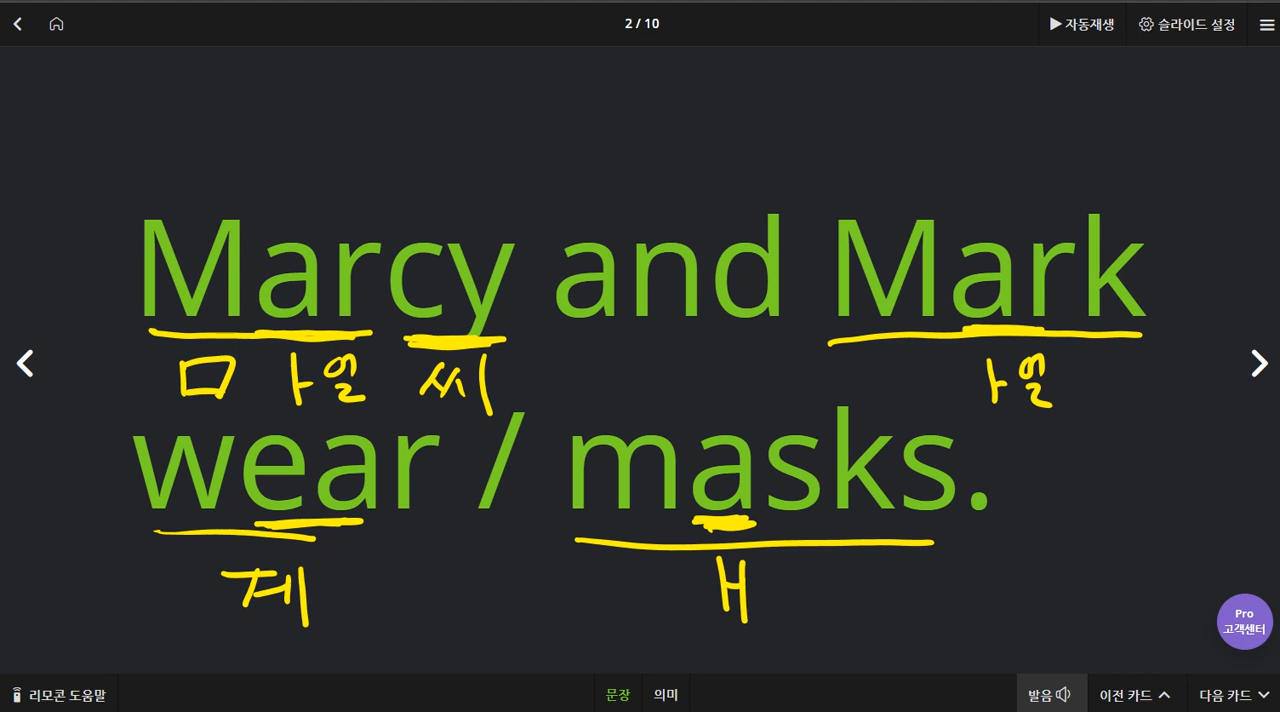 2 / 10
자동재생
슬라이드 설정
Marcy and Mark
ㅁ ㅏ얼 씨 ㅏ얼
wear / masks.
ㅐ
Pro
고객센터
리모콘 도움말
문장
의미
발음
이전 카드
다음 카드